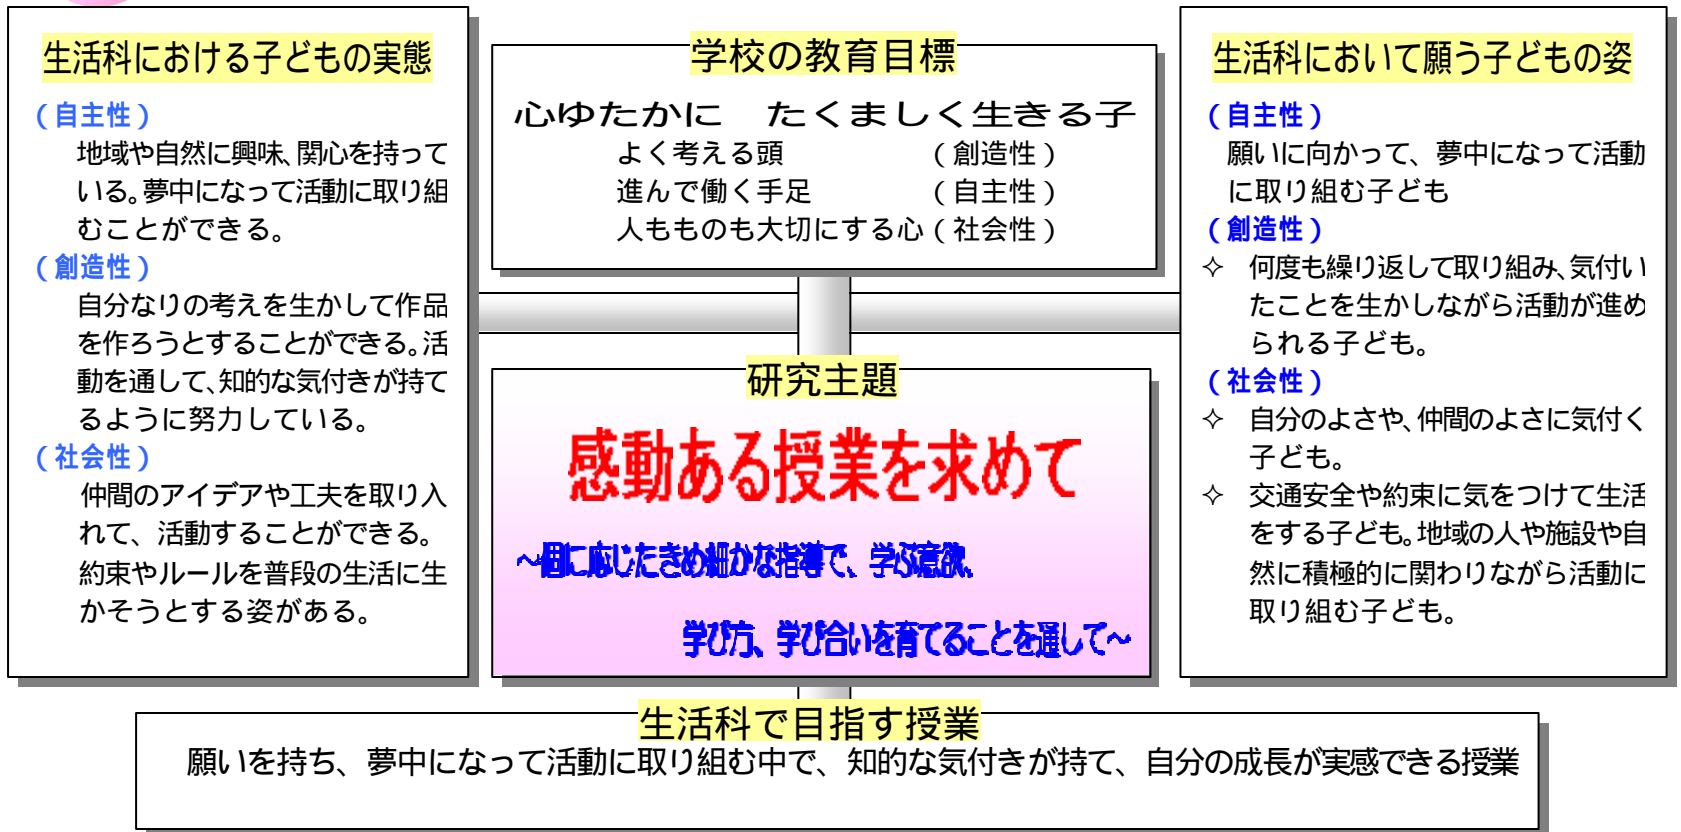 生活科における子どもの実態
（自主性）
地域や自然に興味、関心を持って
いる。夢中になって活動に取り組
むことができる。
（創造性）
自分なりの考えを生かして作品
を作ろうとすることができる。活
動を通して、知的な気付きが持て
るように努力している。
（社会性）
仲間のアイデアや工夫を取り入
れて、活動することができる。
約束やルールを普段の生活に生
かそうとする姿がある。
学校の教育目標
心ゆたかに　たくましく生きる子
よく考える頭　（創造性）
進んで働く手足　（自主性）
人もものも大切にする心（社会性）
研究主題
感動ある授業を求めて
～個に応じたきめ細かな指導で、学ぶ意欲、
学び方、学び合いを育てることを通して～
生活科において願う子どもの姿
（自主性）
願いに向かって、夢中になって活動
に取り組む子ども
（創造性）
✧ 何度も繰り返して取り組み、気付い
たことを生かしながら活動が進め
られる子ども。
（社会性）
✧ 自分のよさや、仲間のよさに気付く
子ども。
✧ 交通安全や約束に気をつけて生活
をする子ども。地域の人や施設や自
然に積極的に関わりながら活動に
取り組む子ども。
生活科で目指す授業
願いを持ち、夢中になって活動に取り組む中で、知的な気付きが持て、自分の成長が実感できる授業